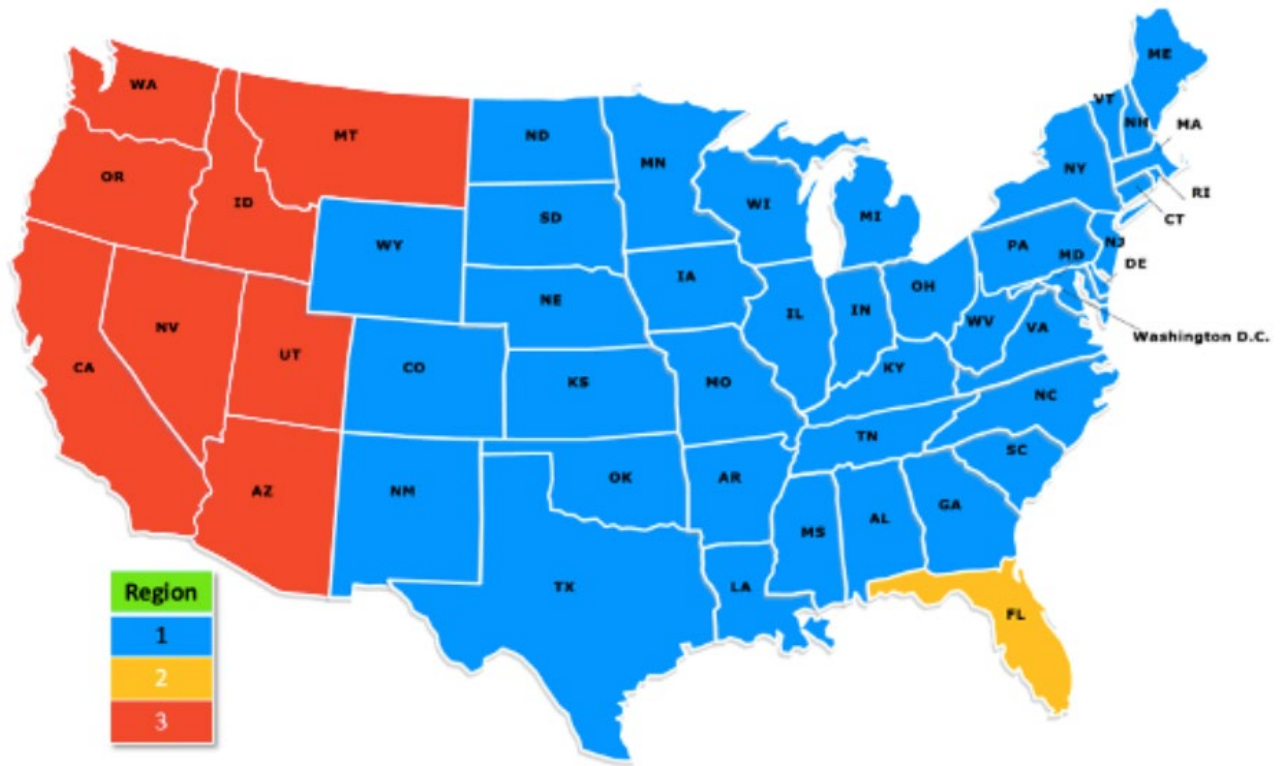 ME
WA
VT
NH
MA
MT
ND
MN
OR
NY
WI
RI
ID
MI
SD
CT
WY
PA
NJ
MD
DE
IA
OH
NE
IL
IN
WV
VA
NV
Washington D.C.
UT
CO
CA
KS
MO
KY
NC
TN
SC
AZ
NM
OK
AR
GA
MS
AL
TX
LA
FL
Region
1
2
3